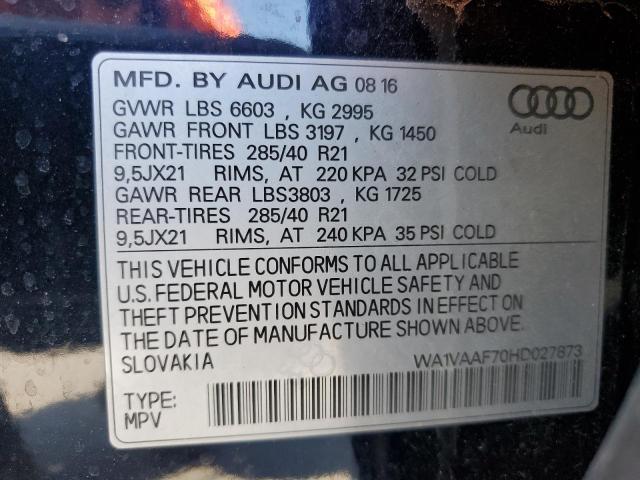 MFD. BY AUDI AG 08 16
GVWR LBS 6603 , KG 2995
GAWR FRONT LBS 3197 , KG 1450
FRONT-TIRES 285/40 R21
9,5JX21 RIMS, AT 220 KPA 32 PSI COLD
GAWR REAR LBS3803 , KG 1725
REAR-TIRES 285/40 R21
9,5JX21 RIMS, AT 240 KPA 35 PSI COLD
Audi
THIS VEHICLE CONFORMS TO ALL APPLICABLE
U.S. FEDERAL MOTOR VEHICLE SAFETY AND
THEFT PREVENTION STANDARDS IN EFFECT ON
THE DATE OF MANUFACTURE SHOWN ABOVE.
SLOVAKIA WA1VAAF70HD027873
TYPE:
MPV